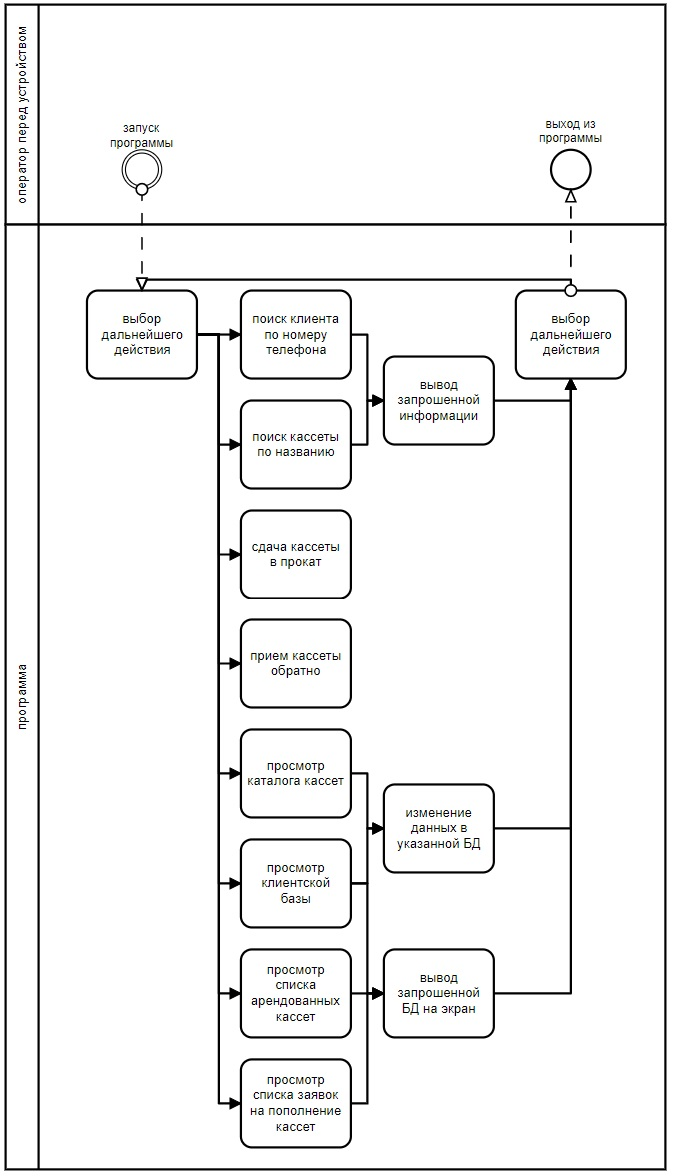 оператор перед устройством
запуск
программы
выход из
программы
программа
выбор
дальнейшего
действия
поиск клиента
по номеру
телефона
вывод
запрошенной
информации
выбор
дальнейшего
действия
поиск кассеты
по названию
сдача кассеты
в прокат
прием кассеты
обратно
просмотр
каталога кассет
изменение
данных в
указанной БД
просмотр
клиентской
базы
просмотр
списка
арендованных
кассет
вывод
запрошенной
БД на экран
просмотр
списка заявок
на пополнение
кассет